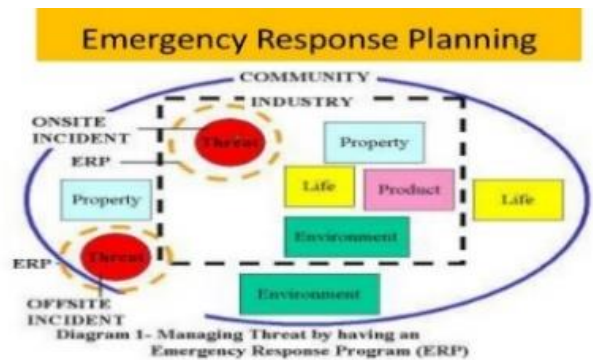 Emergency Response Planning
COMMUNITY
INDUSTRY
ONSITE
INCIDENT
Threat
ERP
Property
Life
Product
Environment
Property
Life
ERP
Threat
OFFSITE
INCIDENT
Environment
Diagram 1- Managing Threat by having an
Emergency Response Program (ERP)